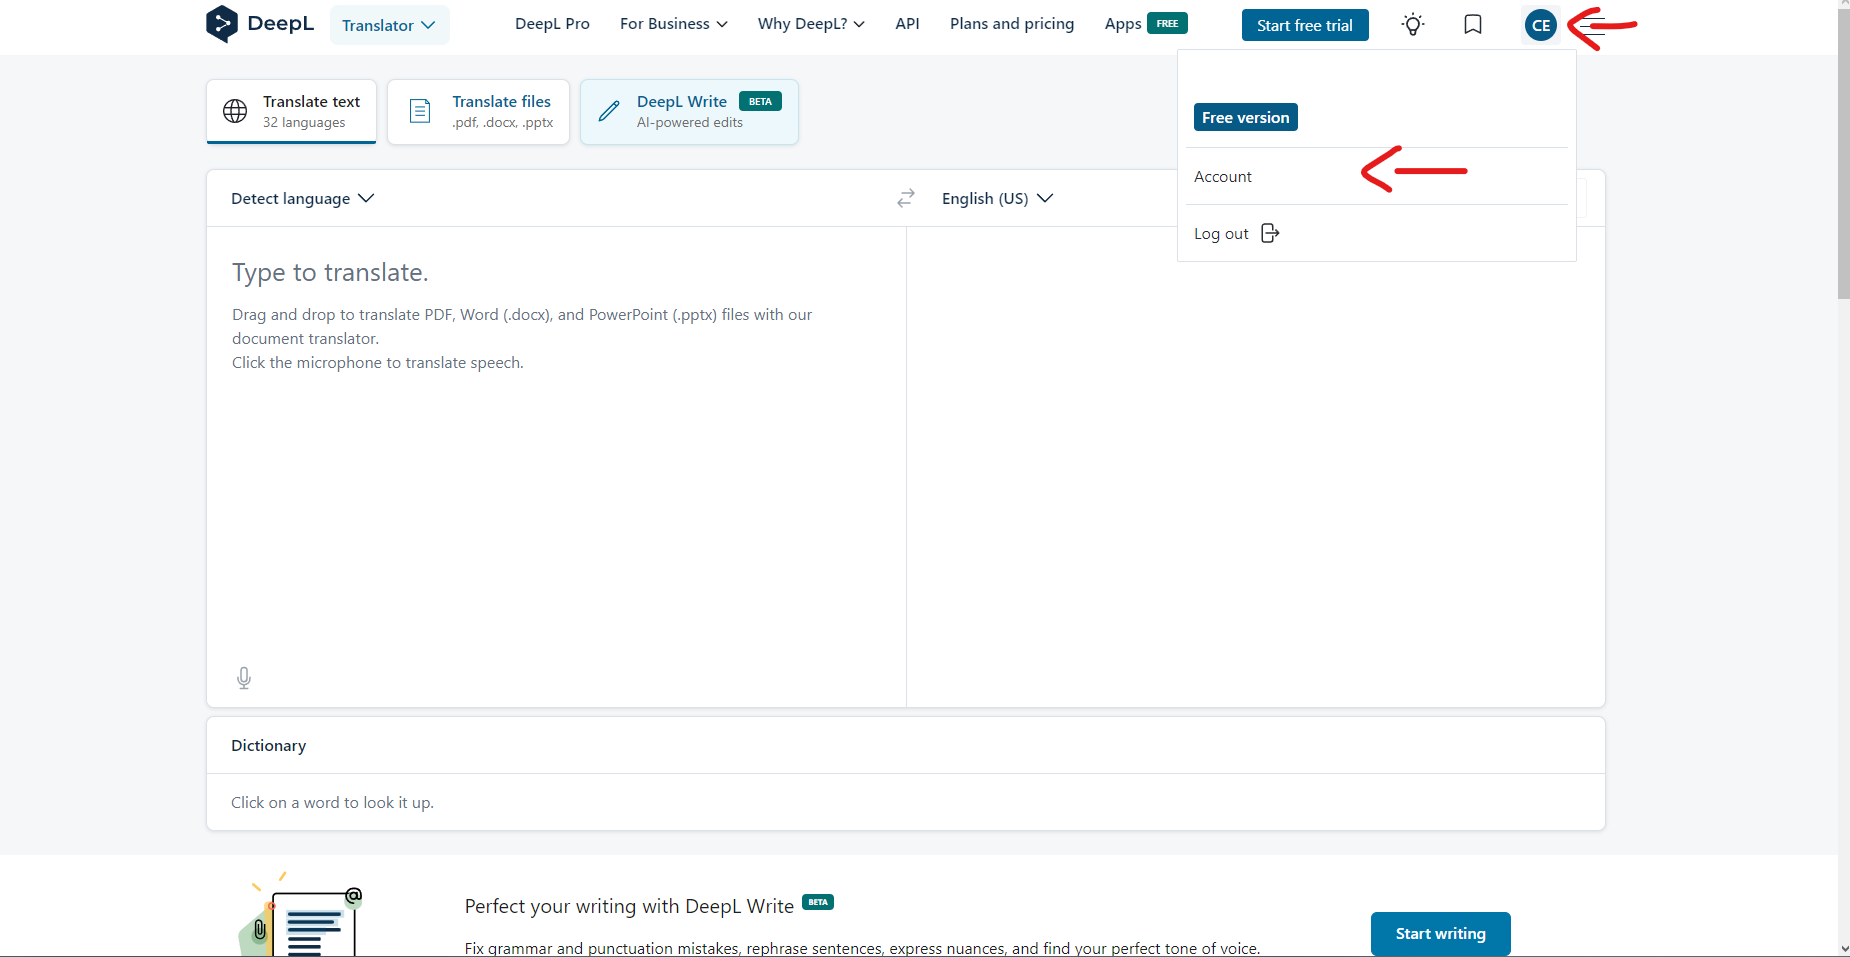 DeepL
Translator
DeepL Pro
For Business
Why DeepL?
API
Plans and pricing
Apps FREE
Start free trial
CE
Translate text
32 languages
Translate files
.pdf, .docx, .pptx
DeepL Write BETA
AI-powered edits
Free version
Account
Log out
Detect language
English (US)
Type to translate.
Drag and drop to translate PDF, Word (.docx), and PowerPoint (.pptx) files with our
document translator.
Click the microphone to translate speech.
Dictionary
Click on a word to look it up.
@
Perfect your writing with DeepL Write BETA
Fix grammar and punctuation mistakes, rephrase sentences, express nuances, and find your perfect tone of voice.
Start writing